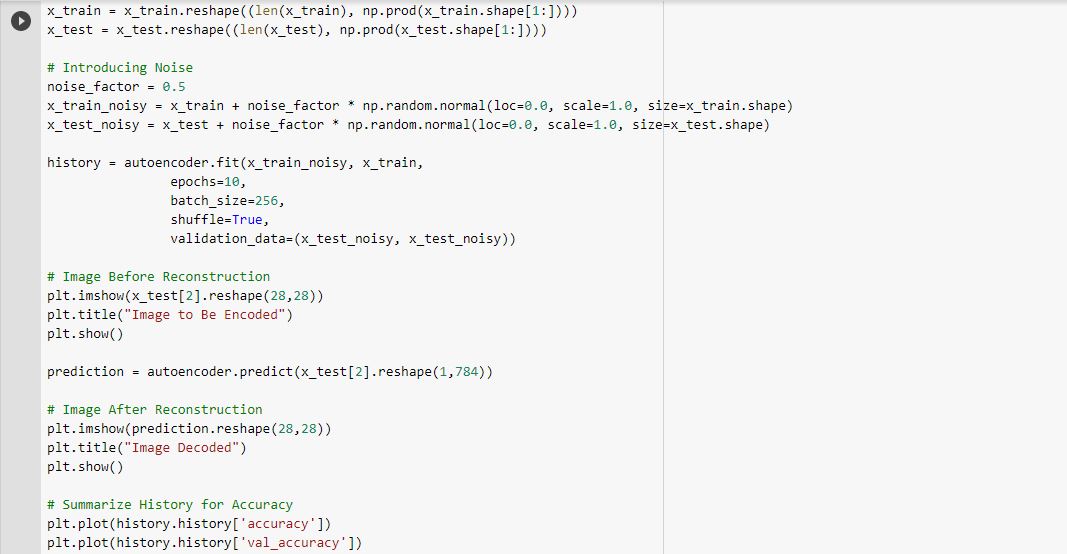 x_train = x_train.reshape((len(x_train), np.prod(x_train.shape[1:])))
x_test = x_test.reshape((len(x_test), np.prod(x_test.shape[1:])))
# Introducing Noise
noise_factor = 0.5
x_train_noisy = x_train + noise_factor * np.random.normal(loc=0.0, scale=1.0, size=x_train.shape)
x_test_noisy = x_test + noise_factor * np.random.normal(loc=0.0, scale=1.0, size=x_test.shape)
history = autoencoder.fit(x_train_noisy, x_train,
epochs=10,
batch_size=256,
shuffle=True,
validation_data=(x_test_noisy, x_test_noisy))
# Image Before Reconstruction
plt.imshow(x_test[2].reshape(28,28))
plt.title("Image to Be Encoded")
plt.show()
prediction = autoencoder.predict(x_test[2].reshape(1,784))
# Image After Reconstruction
plt.imshow(prediction.reshape(28,28))
plt.title("Image Decoded")
plt.show()
# Summarize History for Accuracy
plt.plot(history.history['accuracy'])
plt.plot(history.history['val_accuracy'])